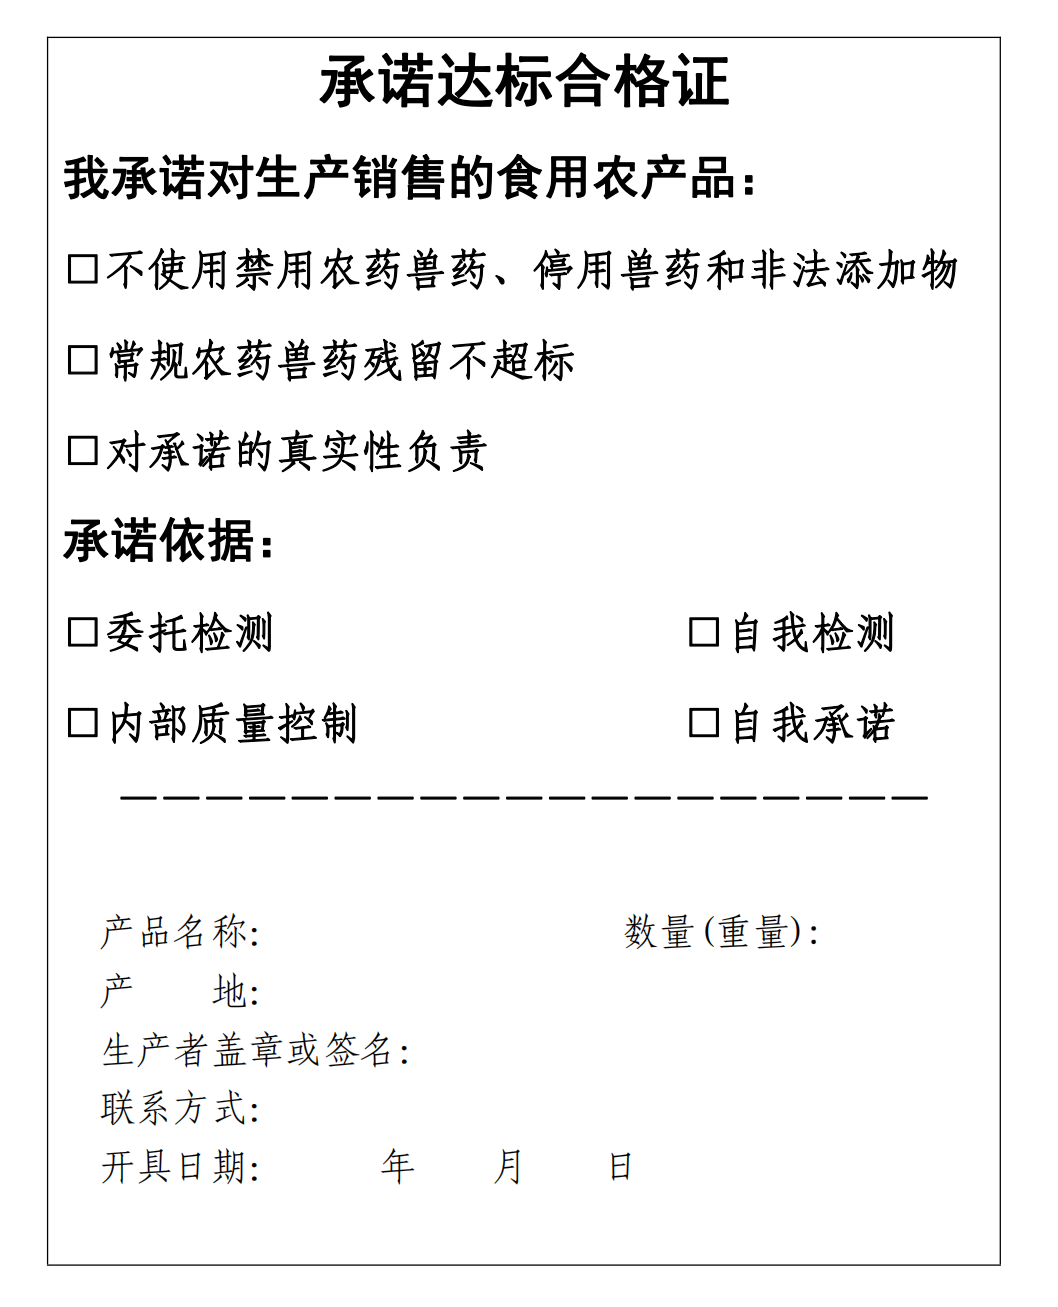 承诺达标合格证
我承诺对生产销售的食用农产品：
□不使用禁用农药兽药、停用兽药和非法添加物
□常规农药兽药残留不超标
□对承诺的真实性负责
承诺依据：
□委托检测 □自我检测
□内部质量控制 □自我承诺
———————————————————
产品名称： 数量(重量)：
产 地：
生产者盖章或签名：
联系方式：
开具日期： 年 月 日